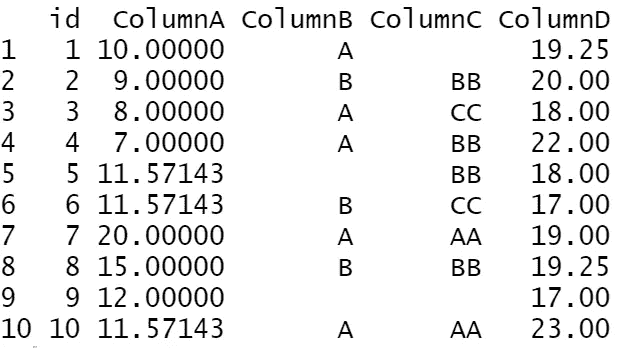 id ColumnA ColumnB ColumnC ColumnD
1 1 10.00000 A 19.25
2 2 9.00000 B BB 20.00
3 3 8.00000 A CC 18.00
4 4 7.00000 A BB 22.00
5 5 11.57143 BB 18.00
6 6 11.57143 B CC 17.00
7 7 20.00000 A AA 19.00
8 8 15.00000 B BB 19.25
9 9 12.00000 17.00
10 10 11.57143 A AA 23.00